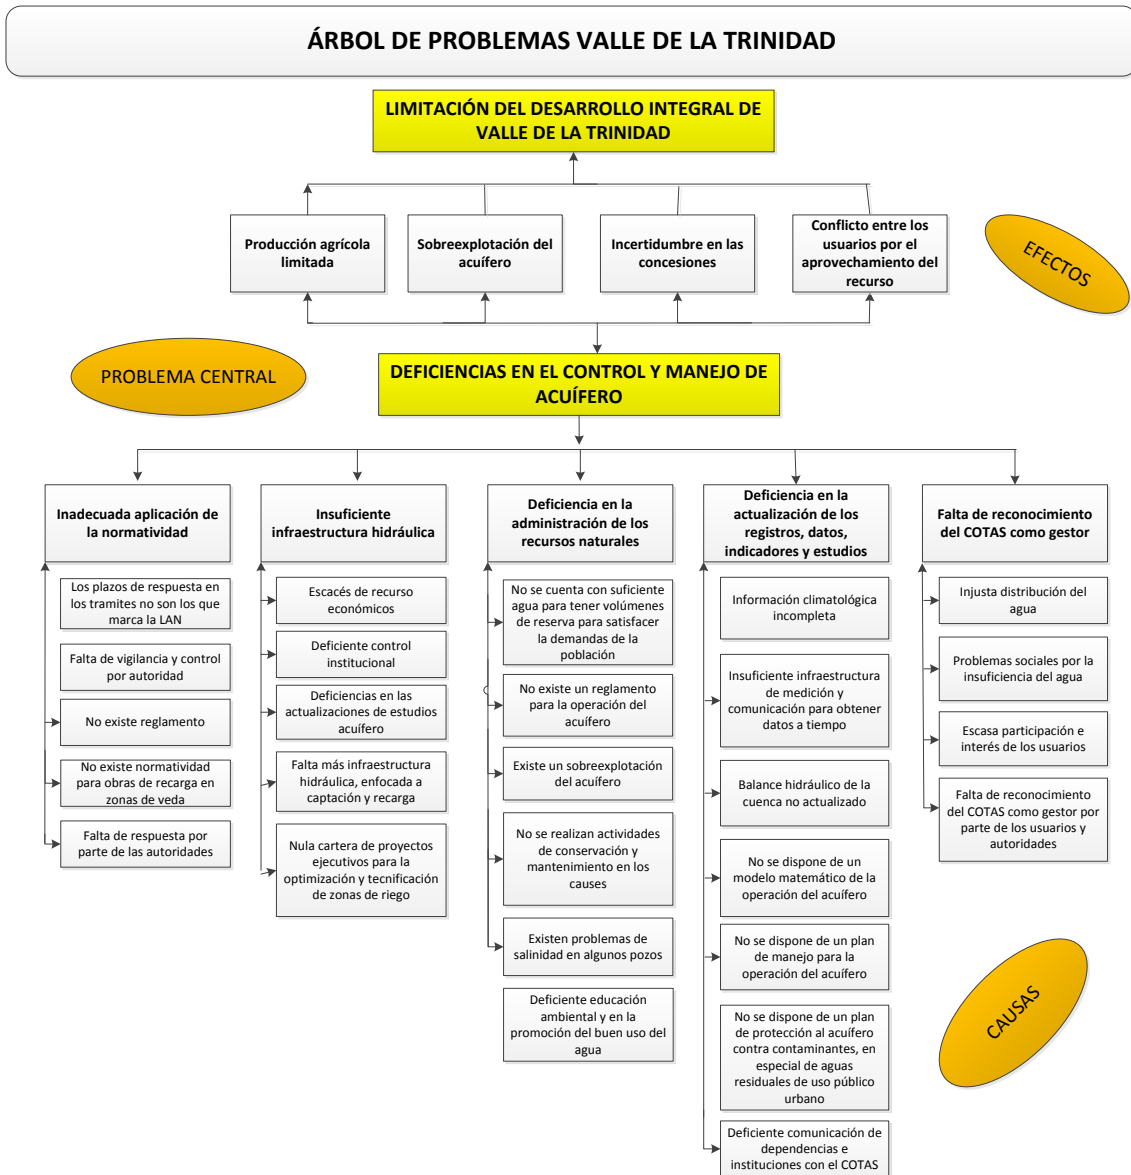 ÁRBOL DE PROBLEMAS VALLE DE LA TRINIDAD
LIMITACIÓN DEL DESARROLLO INTEGRAL DE
VALLE DE LA TRINIDAD
Producción agrícola
limitada
Sobreexplotación del
acuífero
Incertidumbre en las
concesiones
Conflicto entre los
usuarios por el
aprovechamiento del
recurso
EFECTOS
PROBLEMA CENTRAL
DEFICIENCIAS EN EL CONTROL Y MANEJO DE
ACUÍFERO
Inadecuada aplicación de
la normatividad
Los plazos de respuesta en
los tramites no son los que
marca la LAN
Falta de vigilancia y control
por autoridad
No existe reglamento
No existe normatividad
para obras de recarga en
zonas de veda
Falta de respuesta por
parte de las autoridades
Insuficiente
infraestructura hidráulica
Escacés de recurso
económicos
Deficiente control
institucional
Deficiencias en las
actualizaciones de estudios
acuífero
Falta más infraestructura
hidráulica, enfocada a
captación y recarga
Nula cartera de proyectos
ejecutivos para la
optimización y tecnificación
de zonas de riego
Deficiencia en la
administración de los
recursos naturales
No se cuenta con suficiente
agua para tener volúmenes
de reserva para satisfacer
la demandas de la
población
No existe un reglamento
para la operación del
acuífero
Existe un sobreexplotación
del acuífero
No se realizan actividades
de conservación y
mantenimiento en los
causes
Existen problemas de
salinidad en algunos pozos
Deficiente educación
ambiental y en la
promoción del buen uso del
agua
Deficiencia en la
actualización de los
registros, datos,
indicadores y estudios
Información climatológica
incompleta
Insuficiente infraestructura
de medición y
comunicación para obtener
datos a tiempo
Balance hidráulico de la
cuenca no actualizado
No se dispone de un
modelo matemático de la
operación del acuífero
No se dispone de un plan
de manejo para la
operación del acuífero
No se dispone de un plan
de protección al acuífero
contra contaminantes, en
especial de aguas
residuales de uso público
urbano
Deficiente comunicación de
dependencias e
instituciones con el COTAS
Falta de reconocimiento
del COTAS como gestor
Injusta distribución del
agua
Problemas sociales por la
insuficiencia del agua
Escasa participación e
interés de los usuarios
Falta de reconocimiento
del COTAS como gestor por
parte de los usuarios y
autoridades
CAUSAS